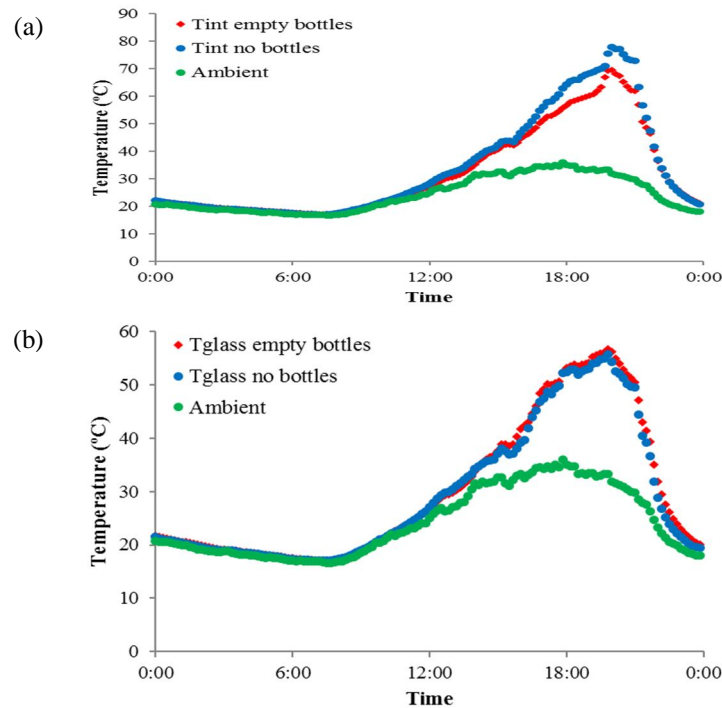 (a)
90
80
70
60
50
40
30
20
10
0
Temperature (ºC)
Tint empty bottles
Tint no bottles
Ambient
0:00 6:00 12:00 18:00 0:00
Time
(b)
60
50
40
30
20
10
0
Temperature (ºC)
Tglass empty bottles
Tglass no bottles
Ambient
0:00 6:00 12:00 18:00 0:00
Time